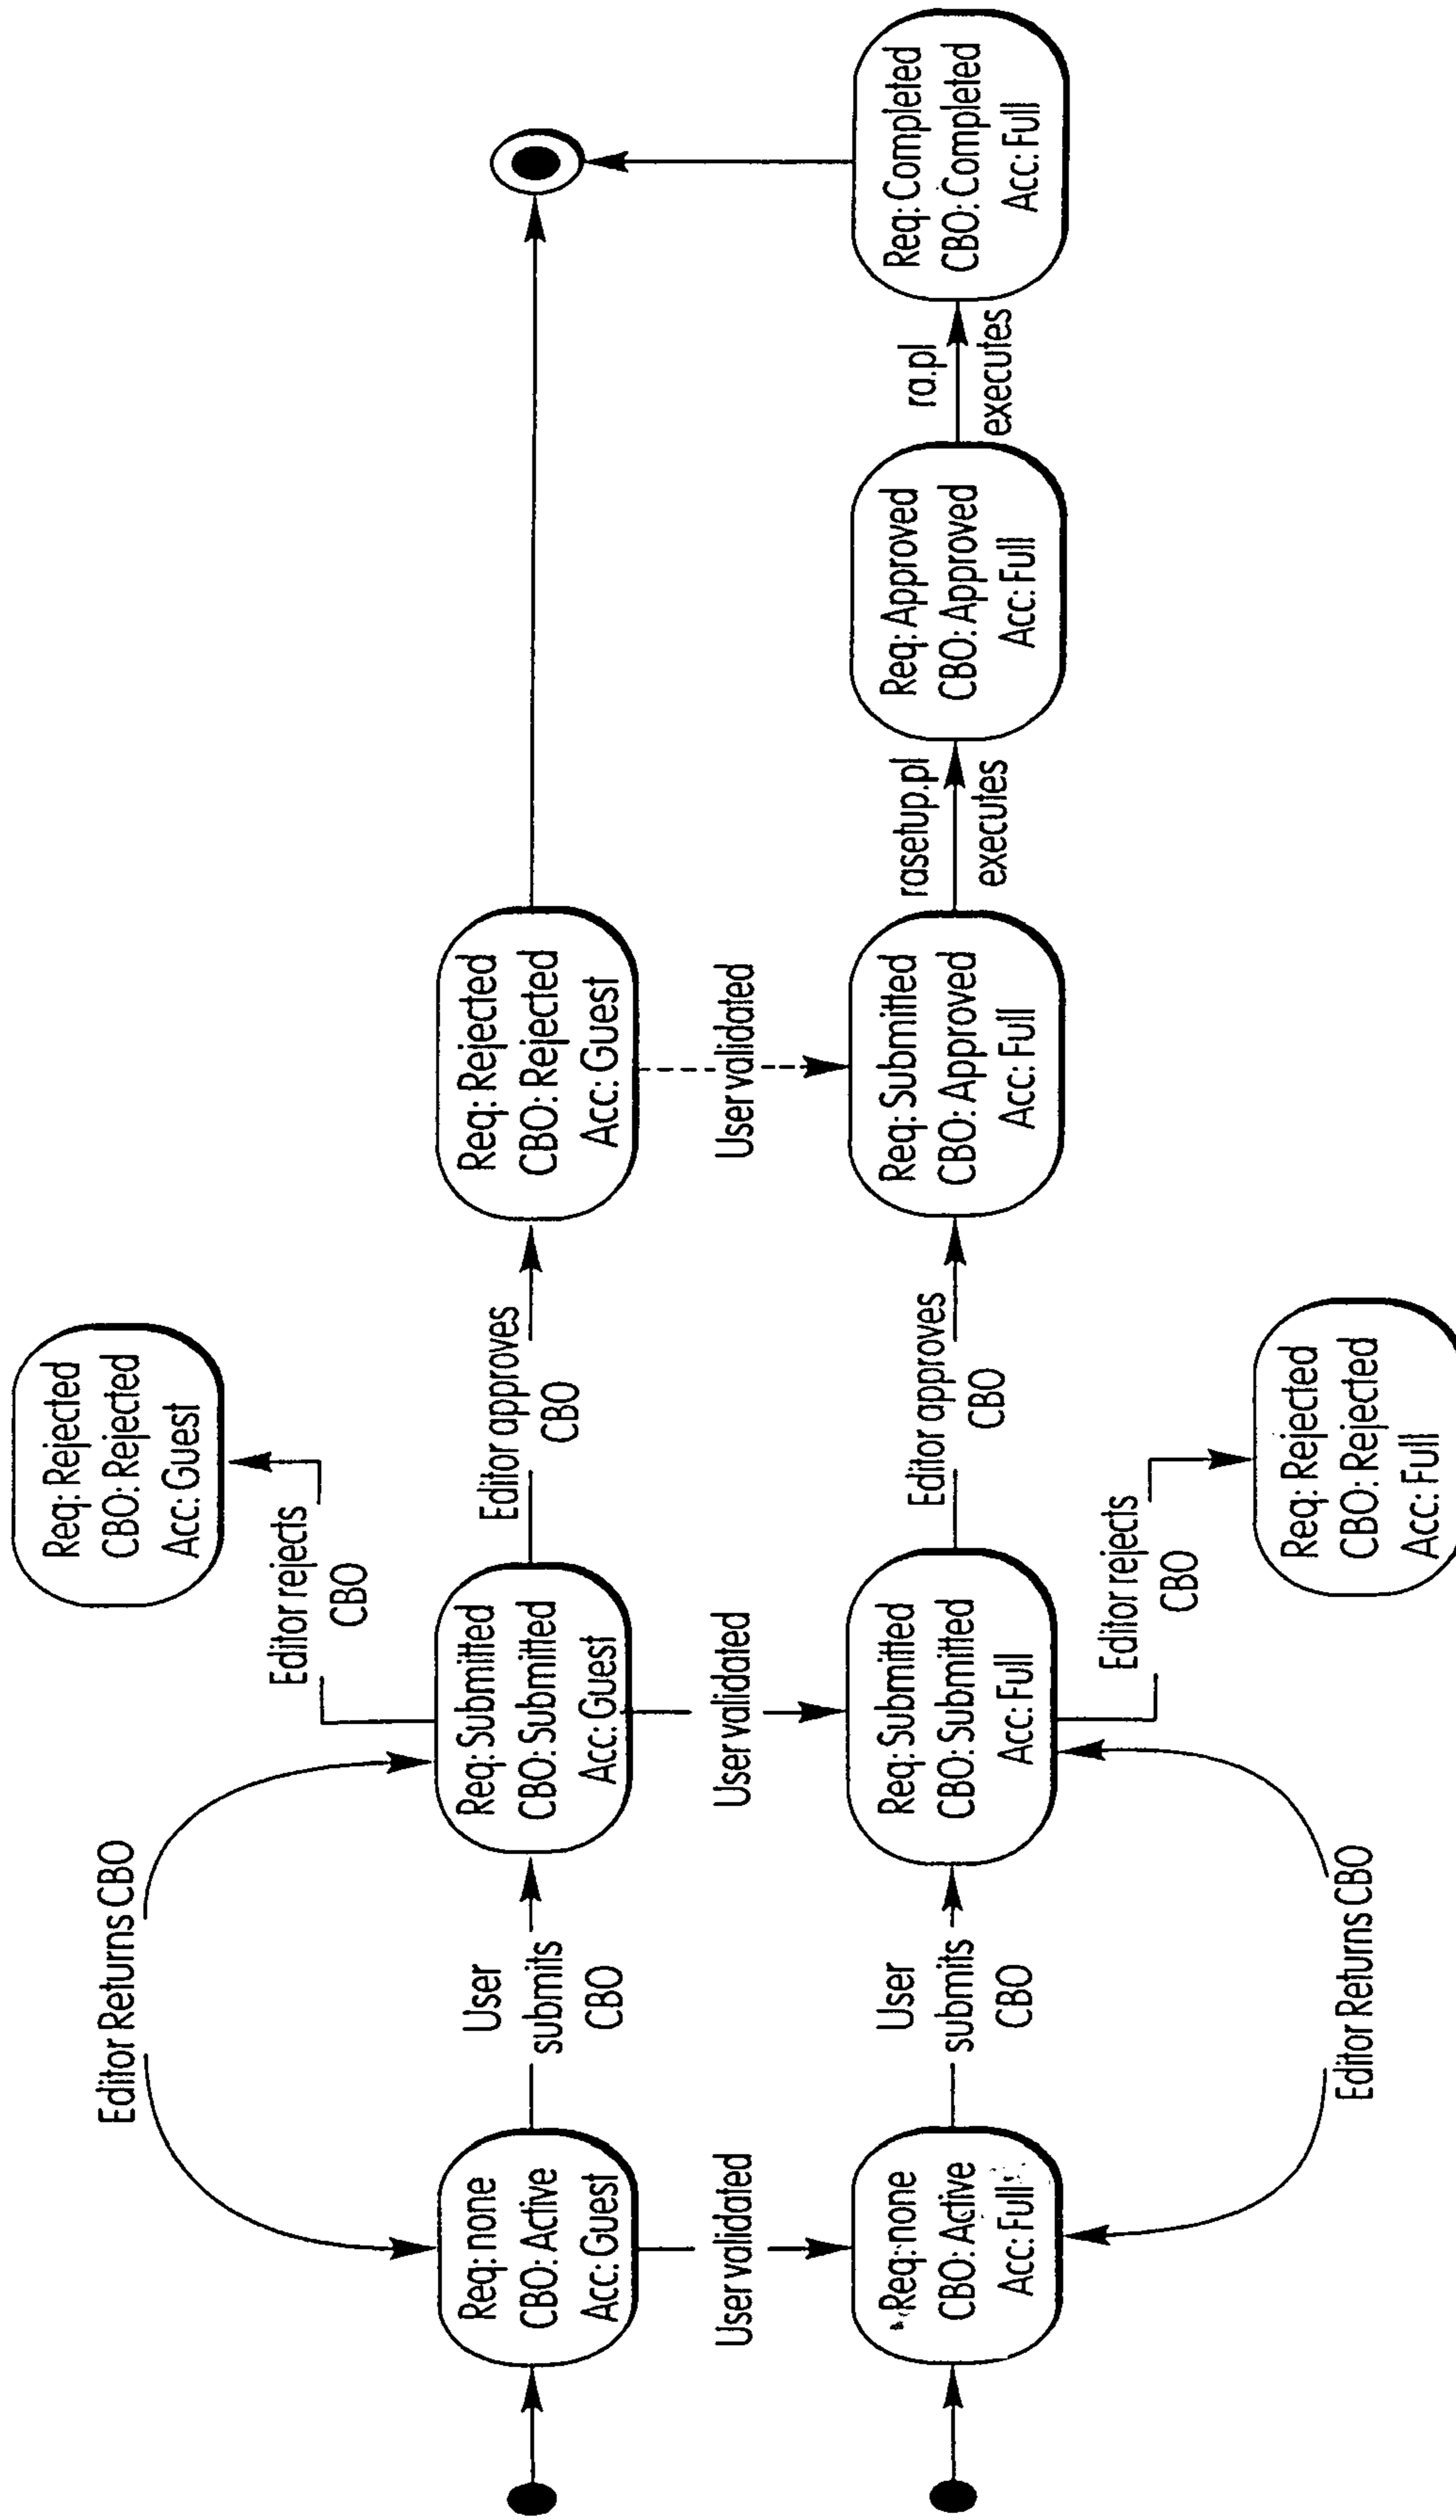 Editor Returns CBO
Editor rejects
CBO
Req: Rejected
CBO: Rejected
Acc: Guest
Req: none
CBO: Active
Acc: Guest
User
submits
CBO
Req: Submitted
CBO: Submitted
Acc: Guest
Editor approves
CBO
Req: Rejected
CBO: Rejected
Acc: Guest
User validated
User validated
User validated
Req: none
CBO: Active
Acc: Full
User
submits
CBO
Req: Submitted
CBO: Submitted
Acc: Full
Editor approves
CBO
Req: Submitted
CBO: Approved
Acc: Full
rasetup.pl
executes
Req: Approved
CBO: Approved
Acc: Full
ra.pl
executes
Req: Completed
CBO: Completed
Acc: Full
Editor rejects
CBO
Editor Returns CBO
Req: Rejected
CBO: Rejected
Acc: Full